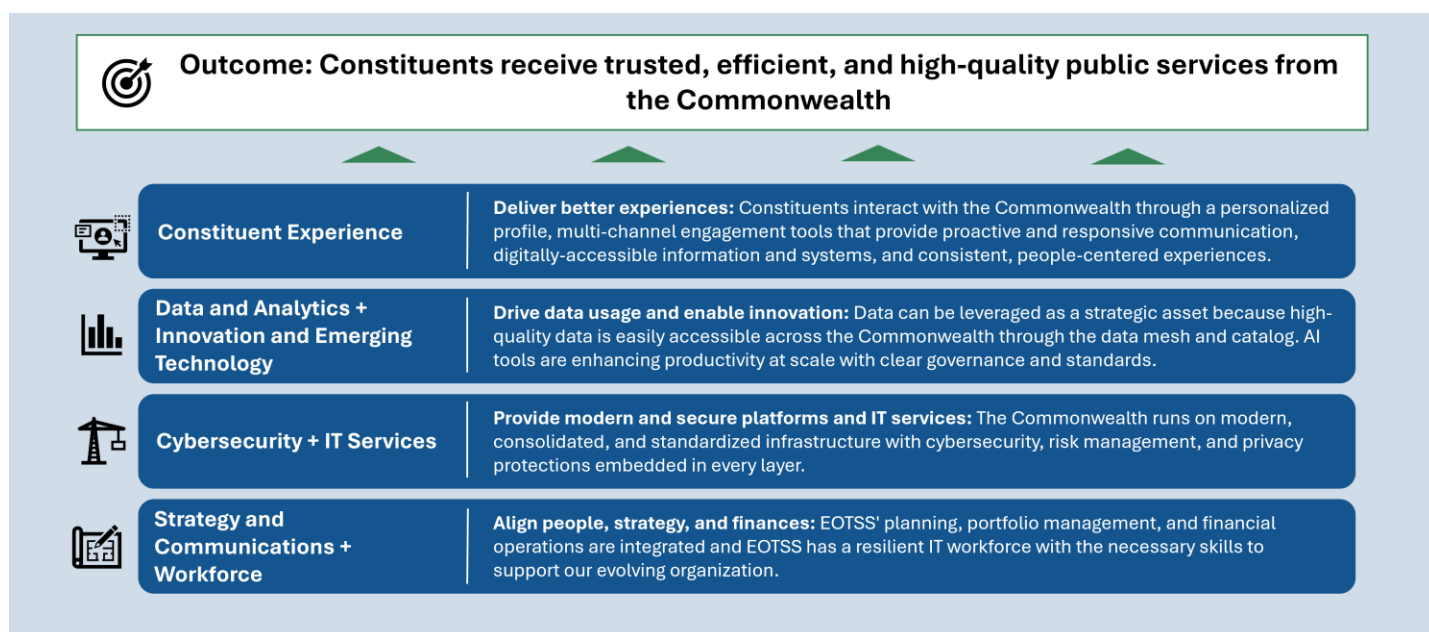 Outcome: Constituents receive trusted, efficient, and high-quality public services from
the Commonwealth
Constituent Experience
Deliver better experiences: Constituents interact with the Commonwealth through a personalized
profile, multi-channel engagement tools that provide proactive and responsive communication,
digitally-accessible information and systems, and consistent, people-centered experiences.
Data and Analytics +
Innovation and Emerging
Technology
Drive data usage and enable innovation: Data can be leveraged as a strategic asset because high-
quality data is easily accessible across the Commonwealth through the data mesh and catalog. AI
tools are enhancing productivity at scale with clear governance and standards.
Cybersecurity + IT Services
Provide modern and secure platforms and IT services: The Commonwealth runs on modern,
consolidated, and standardized infrastructure with cybersecurity, risk management, and privacy
protections embedded in every layer.
Strategy and
Communications +
Workforce
Align people, strategy, and finances: EOTSS' planning, portfolio management, and financial
operations are integrated and EOTSS has a resilient IT workforce with the necessary skills to
support our evolving organization.